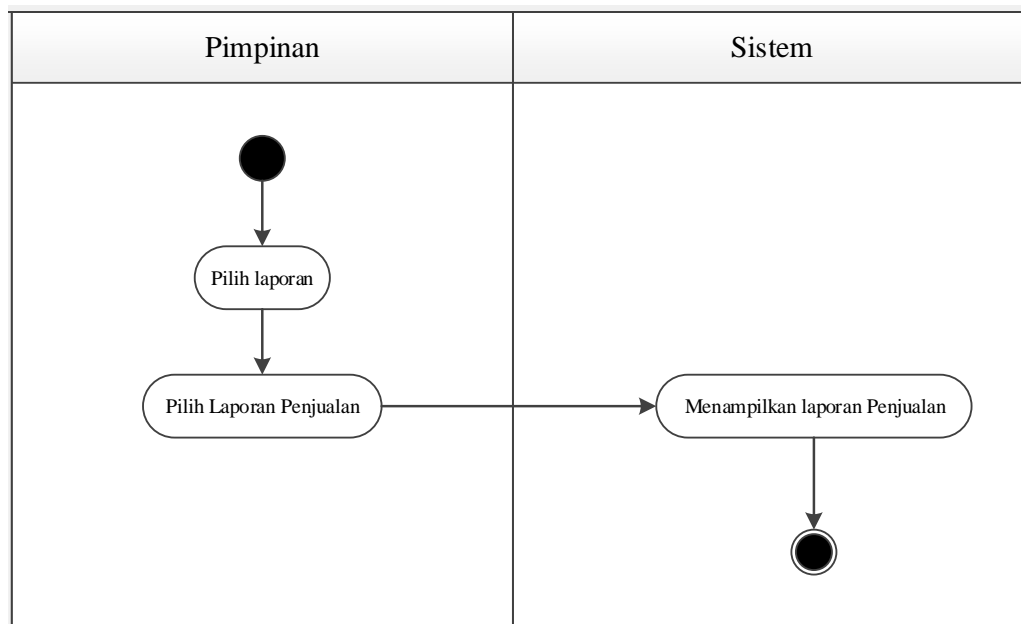 Pimpinan
Sistem
Pilih laporan
Pilih Laporan Penjualan
Menampilkan laporan Penjualan